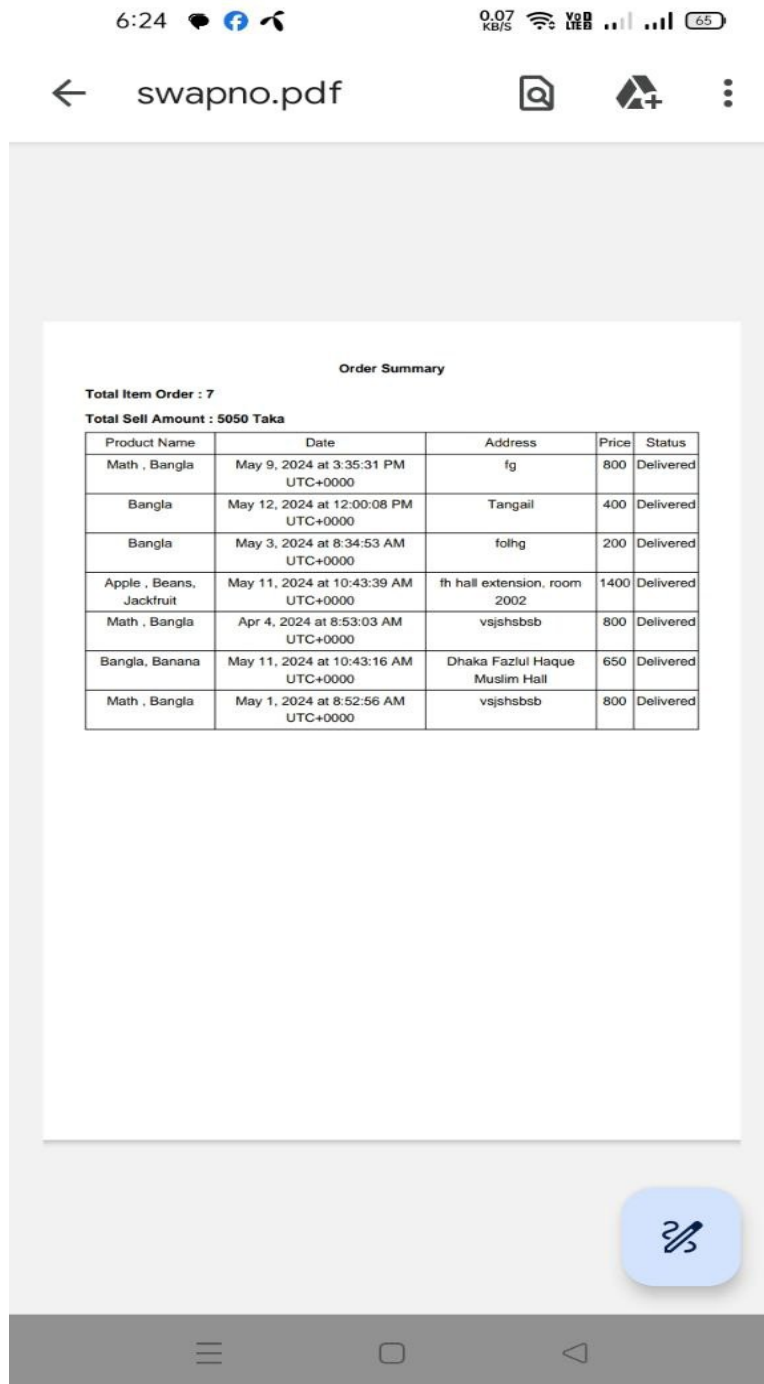 6:24 0.07 KB/S VoD LTE2 65
swapno.pdf
Order Summary
Total Item Order : 7
Total Sell Amount : 5050 Taka
Product Name Date Address Price Status
Math , Bangla May 9, 2024 at 3:35:31 PM fg 800 Delivered
UTC+0000
Bangla May 12, 2024 at 12:00:08 PM Tangail 400 Delivered
UTC+0000
Bangla May 3, 2024 at 8:34:53 AM folhg 200 Delivered
UTC+0000
Apple , Beans, May 11, 2024 at 10:43:39 AM fh hall extension, room 1400 Delivered
Jackfruit UTC+0000 2002
Math , Bangla Apr 4, 2024 at 8:53:03 AM vsjshsbsb 800 Delivered
UTC+0000
Bangla, Banana May 11, 2024 at 10:43:16 AM Dhaka Fazlul Haque 650 Delivered
UTC+0000 Muslim Hall
Math , Bangla May 1, 2024 at 8:52:56 AM vsjshsbsb 800 Delivered
UTC+0000